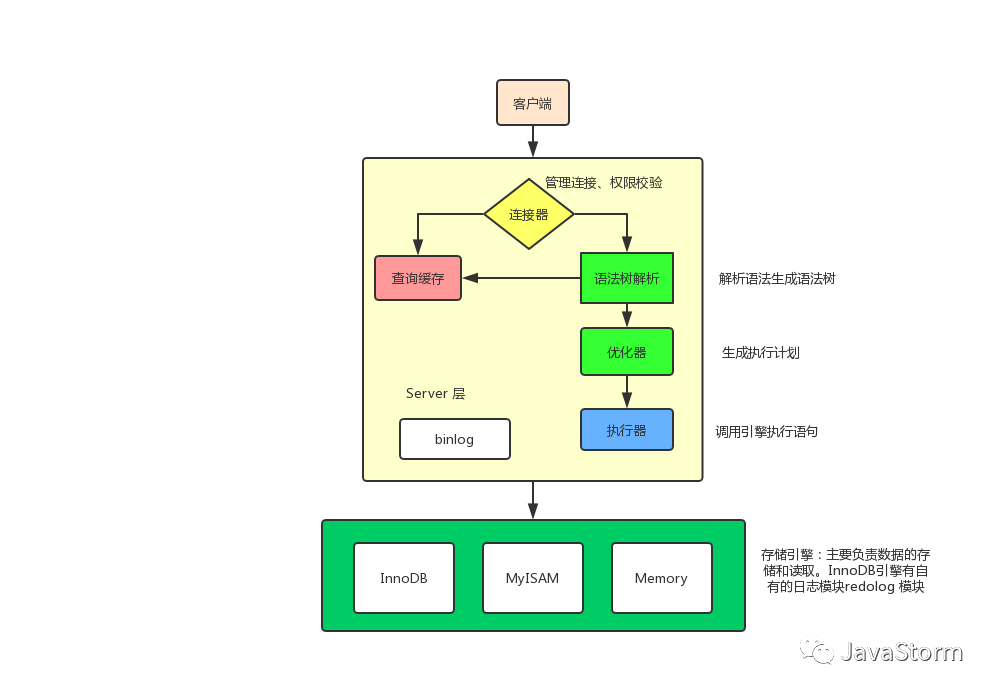 客户端
管理连接、权限校验
连接器
查询缓存
语法树解析
解析语法生成语法树
优化器
生成执行计划
Server 层
binlog
执行器
调用引擎执行语句
InnoDB
MyISAM
Memory
存储引擎：主要负责数据的存
储和读取。InnoDB引擎有自
有的日志模块redolog 模块
JavaStorm